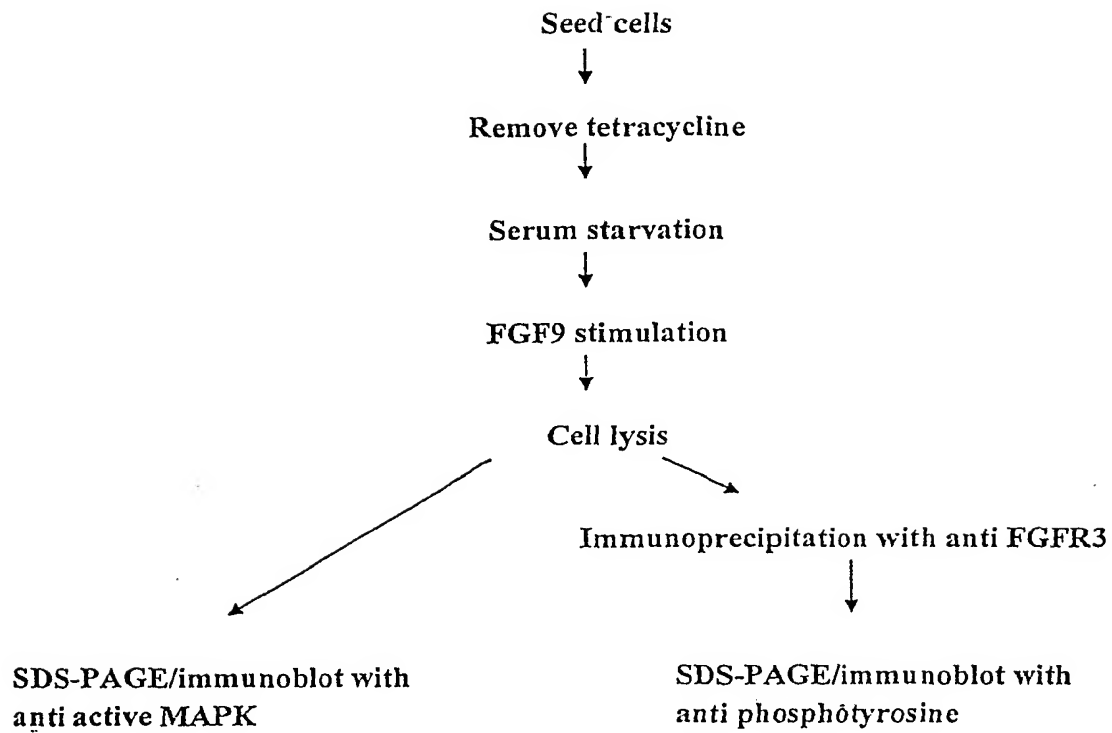 Seed cells
Remove tetracycline
Serum starvation
FGF9 stimulation
Cell lysis
Immunoprecipitation with anti FGFR3
SDS-PAGE/immunoblot with
anti active MAPK
SDS-PAGE/immunoblot with
anti phosphotyrosine